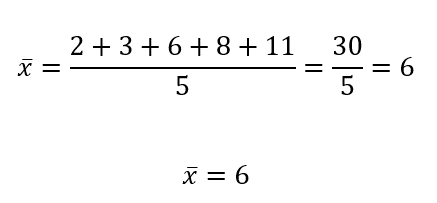 x̄ = (2 + 3 + 6 + 8 + 11)/5 = 30/5 = 6
x̄ = 6